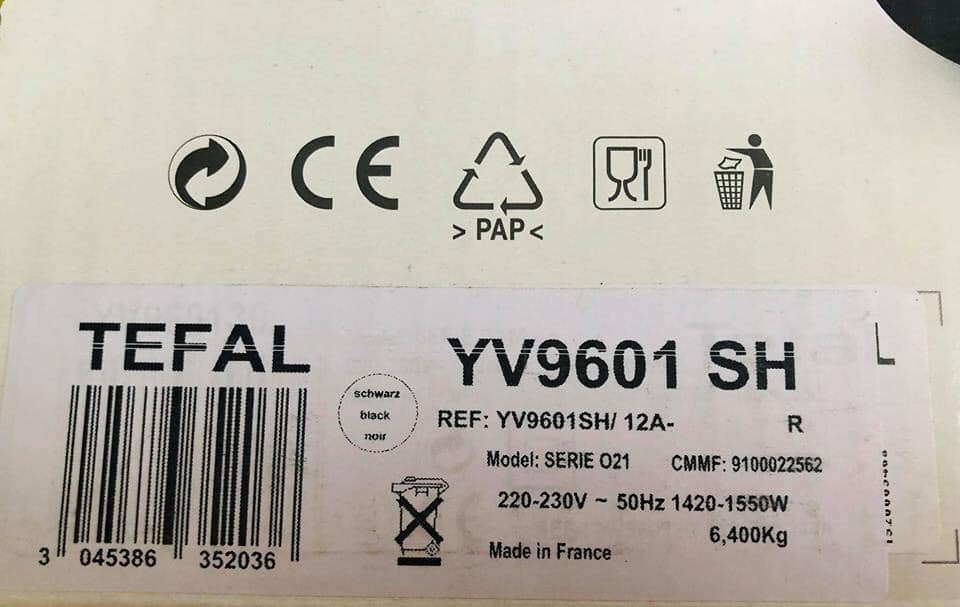 CE
> PAP <
TEFAL
YV9601 SH
schwarz
black
noir
REF: YV9601SH/ 12A- R
Model: SERIE O21 CMMF: 9100022562
220-230V ~ 50Hz 1420-1550W
6,400Kg
Made in France
3 045386 352036
L